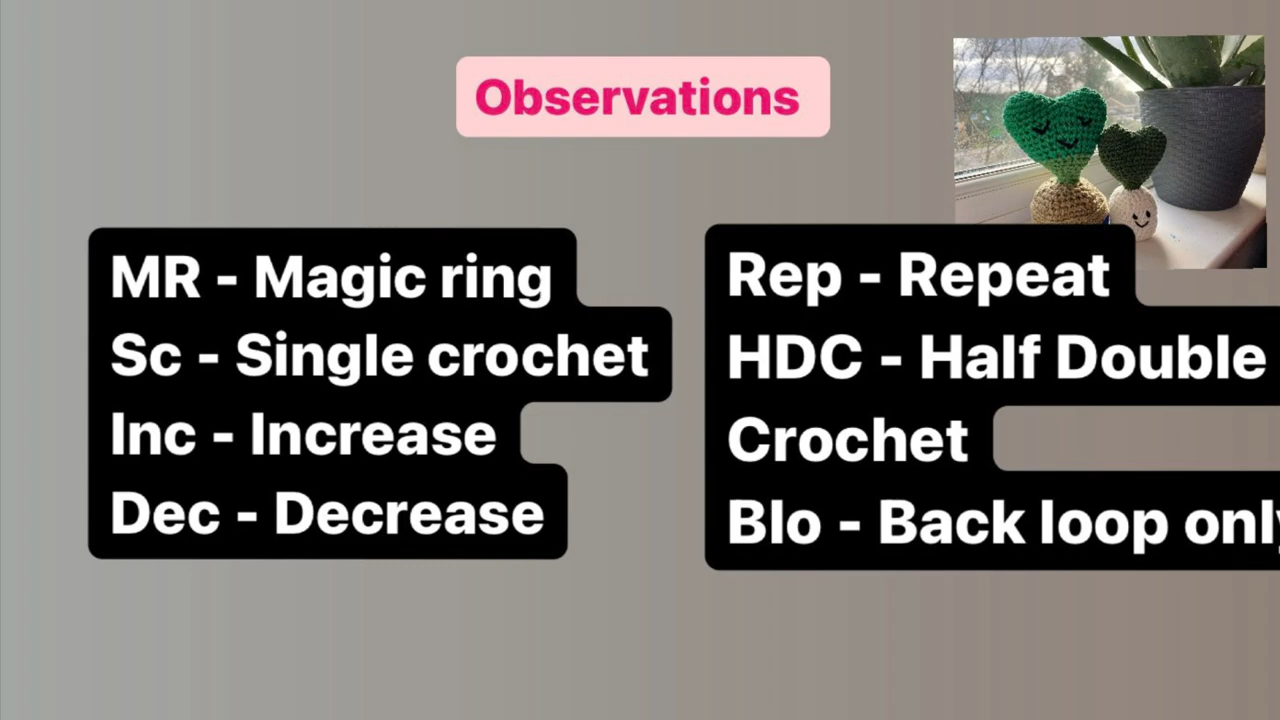 Observations
MR - Magic ring
Sc - Single crochet
Inc - Increase
Dec - Decrease
Rep - Repeat
HDC - Half Double
Crochet
Blo - Back loop only